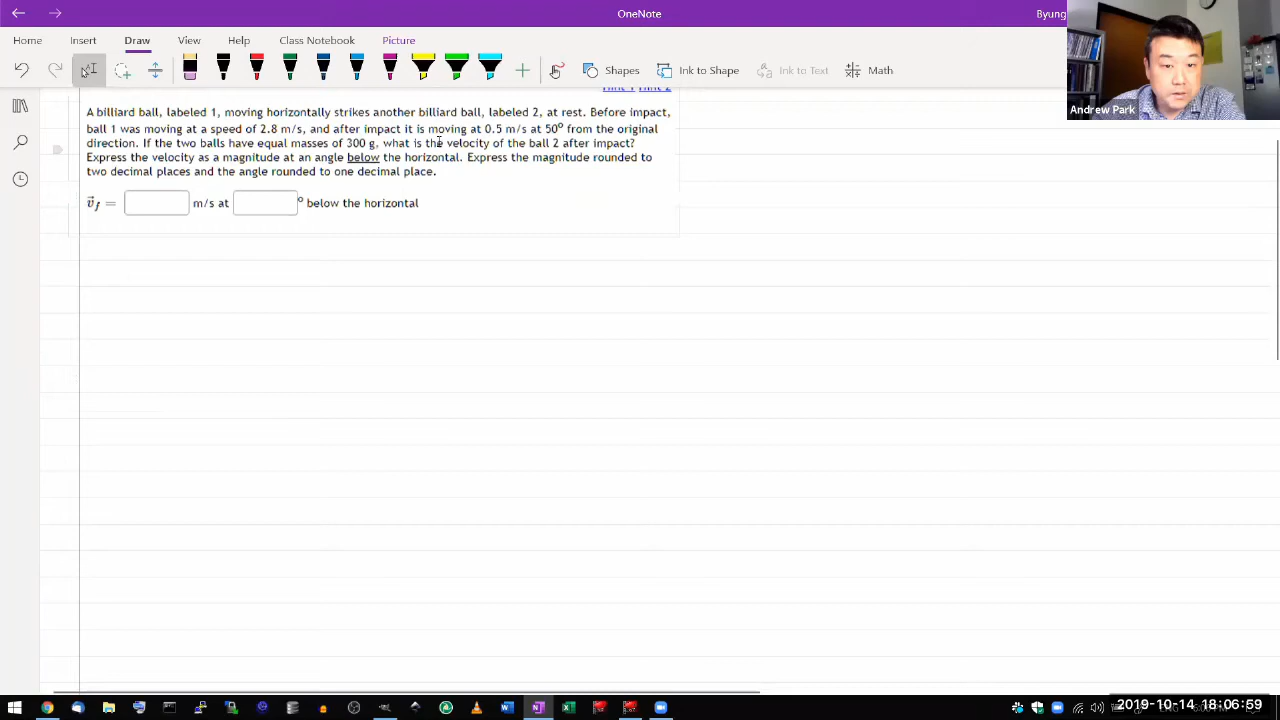 OneNote
Byung
Home Insert Draw View Help Class Notebook Picture
Shapes Ink to Shape Ink to Text Math
Andrew Park
Hint 1 Hint 2
A billiard ball, labeled 1, moving horizontally strikes another billiard ball, labeled 2, at rest. Before impact,
ball 1 was moving at a speed of 2.8 m/s, and after impact it is moving at 0.5 m/s at 50° from the original
direction. If the two balls have equal masses of 300 g, what is the velocity of the ball 2 after impact?
Express the velocity as a magnitude at an angle below the horizontal. Express the magnitude rounded to
two decimal places and the angle rounded to one decimal place.
v⃗f = m/s at ° below the horizontal
2019-10-14 18:06:59